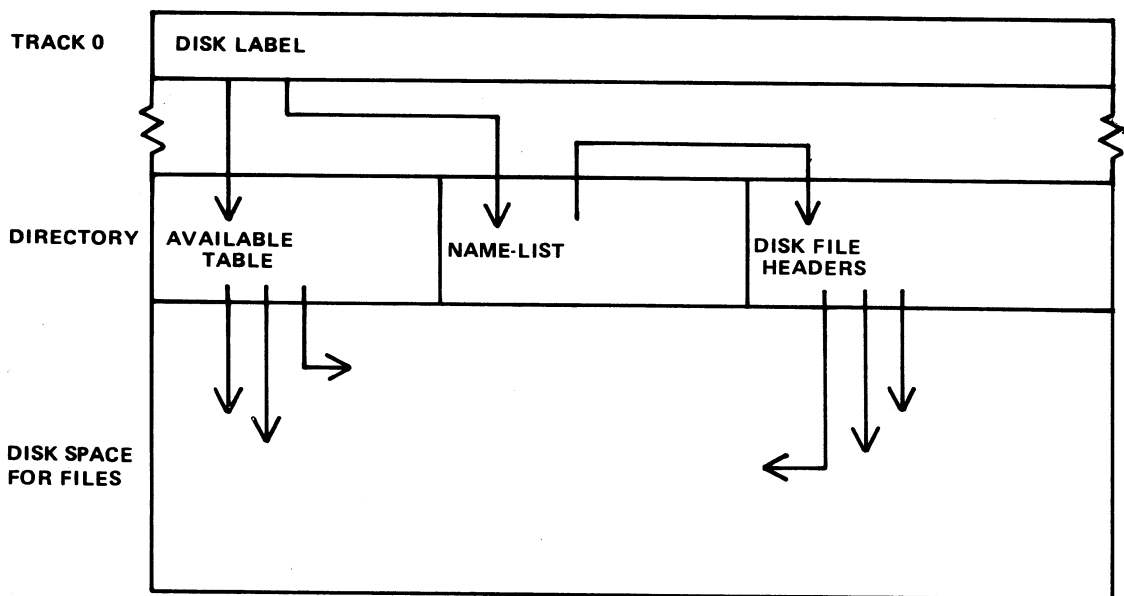 TRACK 0
DISK LABEL
DIRECTORY
AVAILABLE
TABLE
NAME-LIST
DISK FILE
HEADERS
DISK SPACE
FOR FILES